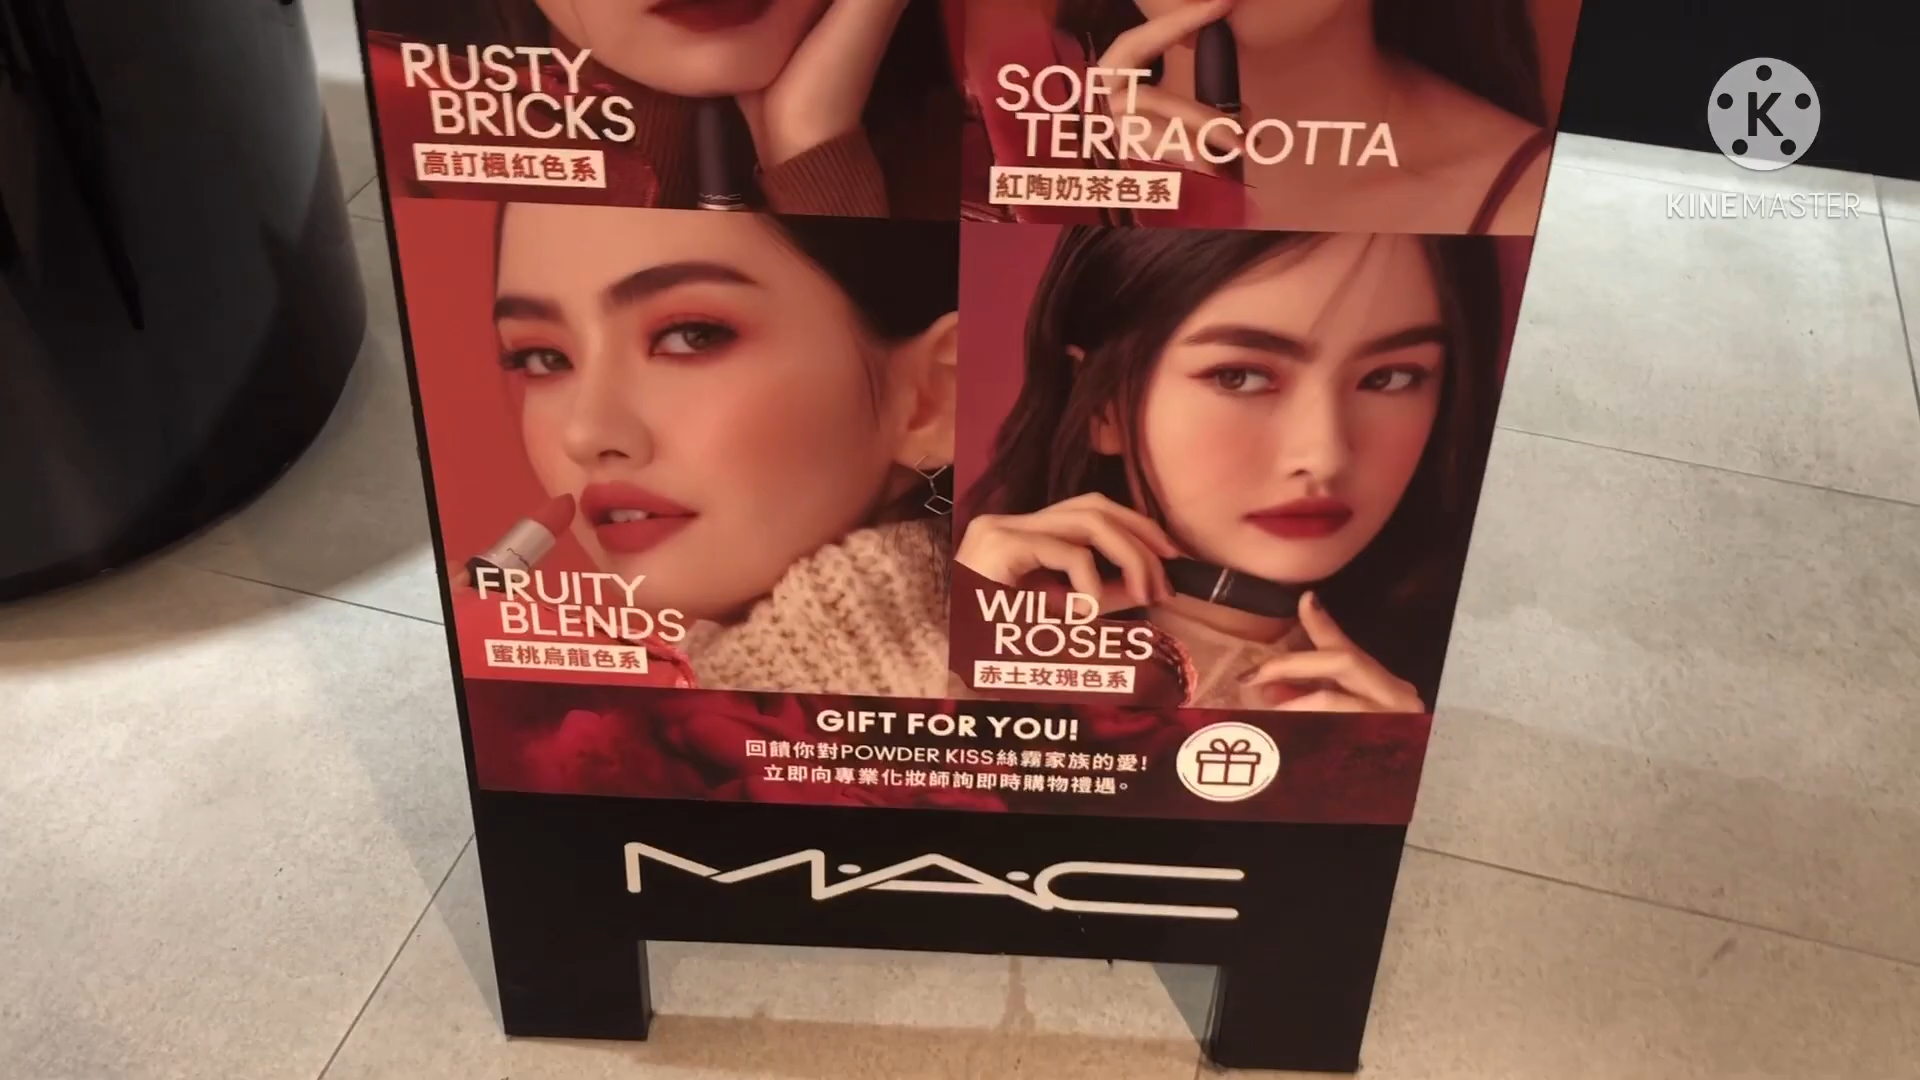 RUSTY
BRICKS
高訂楓紅色系
SOFT
TERRACOTTA
紅陶奶茶色系
FRUITY
BLENDS
蜜桃烏龍色系
WILD
ROSES
赤土玫瑰色系
GIFT FOR YOU!
回饋你對POWDER KISS絲霧家族的愛!
立即向專業化妝師詢即時購物禮遇。
M·A·C
K
KINEMASTER